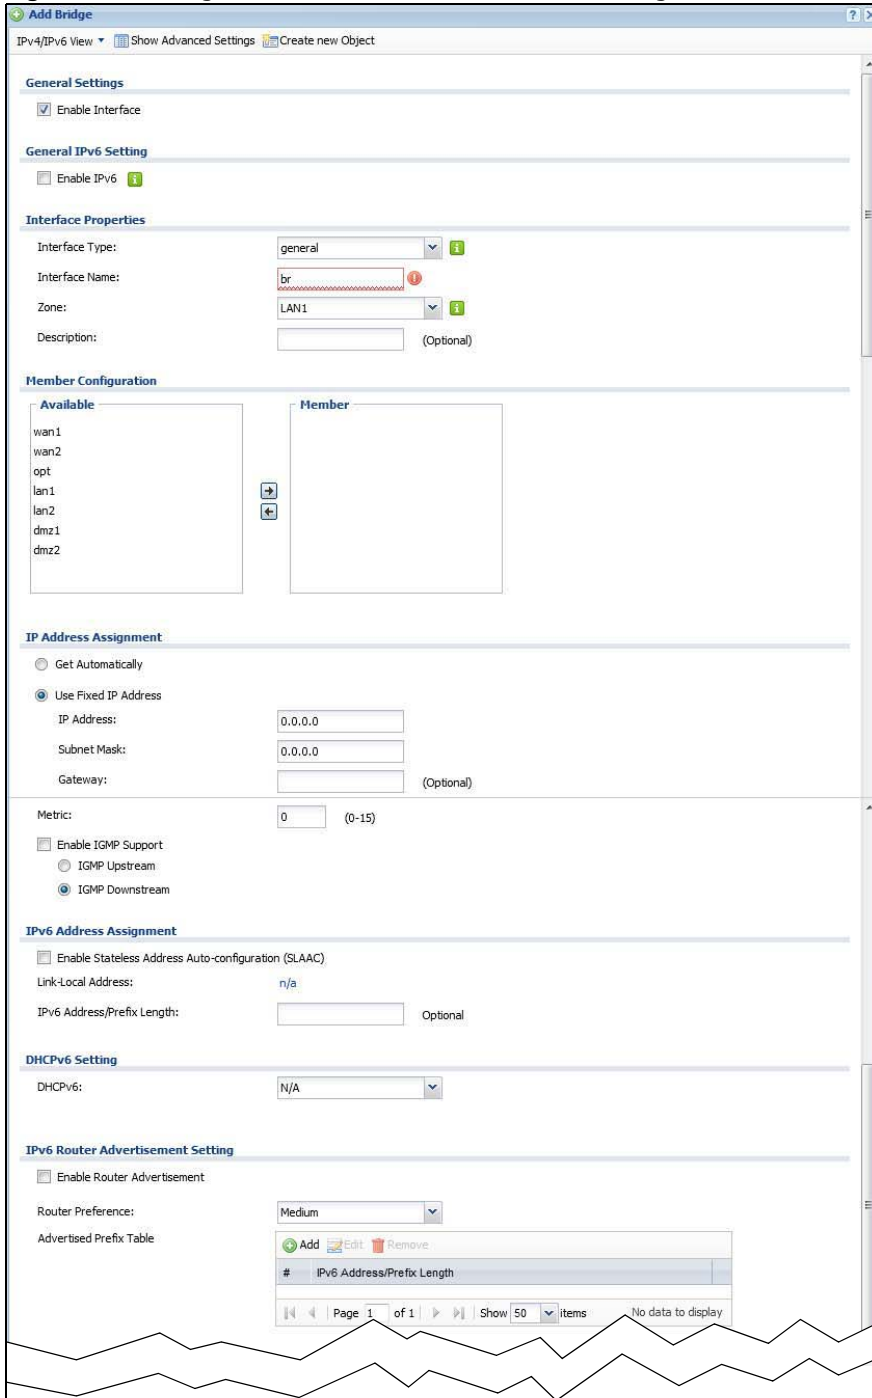 Add Bridge
IPv4/IPv6 View Show Advanced Settings Create new Object
General Settings
Enable Interface
General IPv6 Setting
Enable IPv6
Interface Properties
Interface Type: general
Interface Name: br
Zone: LAN1
Description: (Optional)
Member Configuration
Available Member
wan1
wan2
opt
lan1
lan2
dmz1
dmz2
IP Address Assignment
Get Automatically
Use Fixed IP Address
IP Address: 0.0.0.0
Subnet Mask: 0.0.0.0
Gateway: (Optional)
Metric: 0 (0-15)
Enable IGMP Support
IGMP Upstream
IGMP Downstream
IPv6 Address Assignment
Enable Stateless Address Auto-configuration (SLAAC)
Link-Local Address: n/a
IPv6 Address/Prefix Length: Optional
DHCPv6 Setting
DHCPv6: N/A
IPv6 Router Advertisement Setting
Enable Router Advertisement
Router Preference: Medium
Advertised Prefix Table
Add Edit Remove
# IPv6 Address/Prefix Length
Page 1 of 1 Show 50 items No data to display